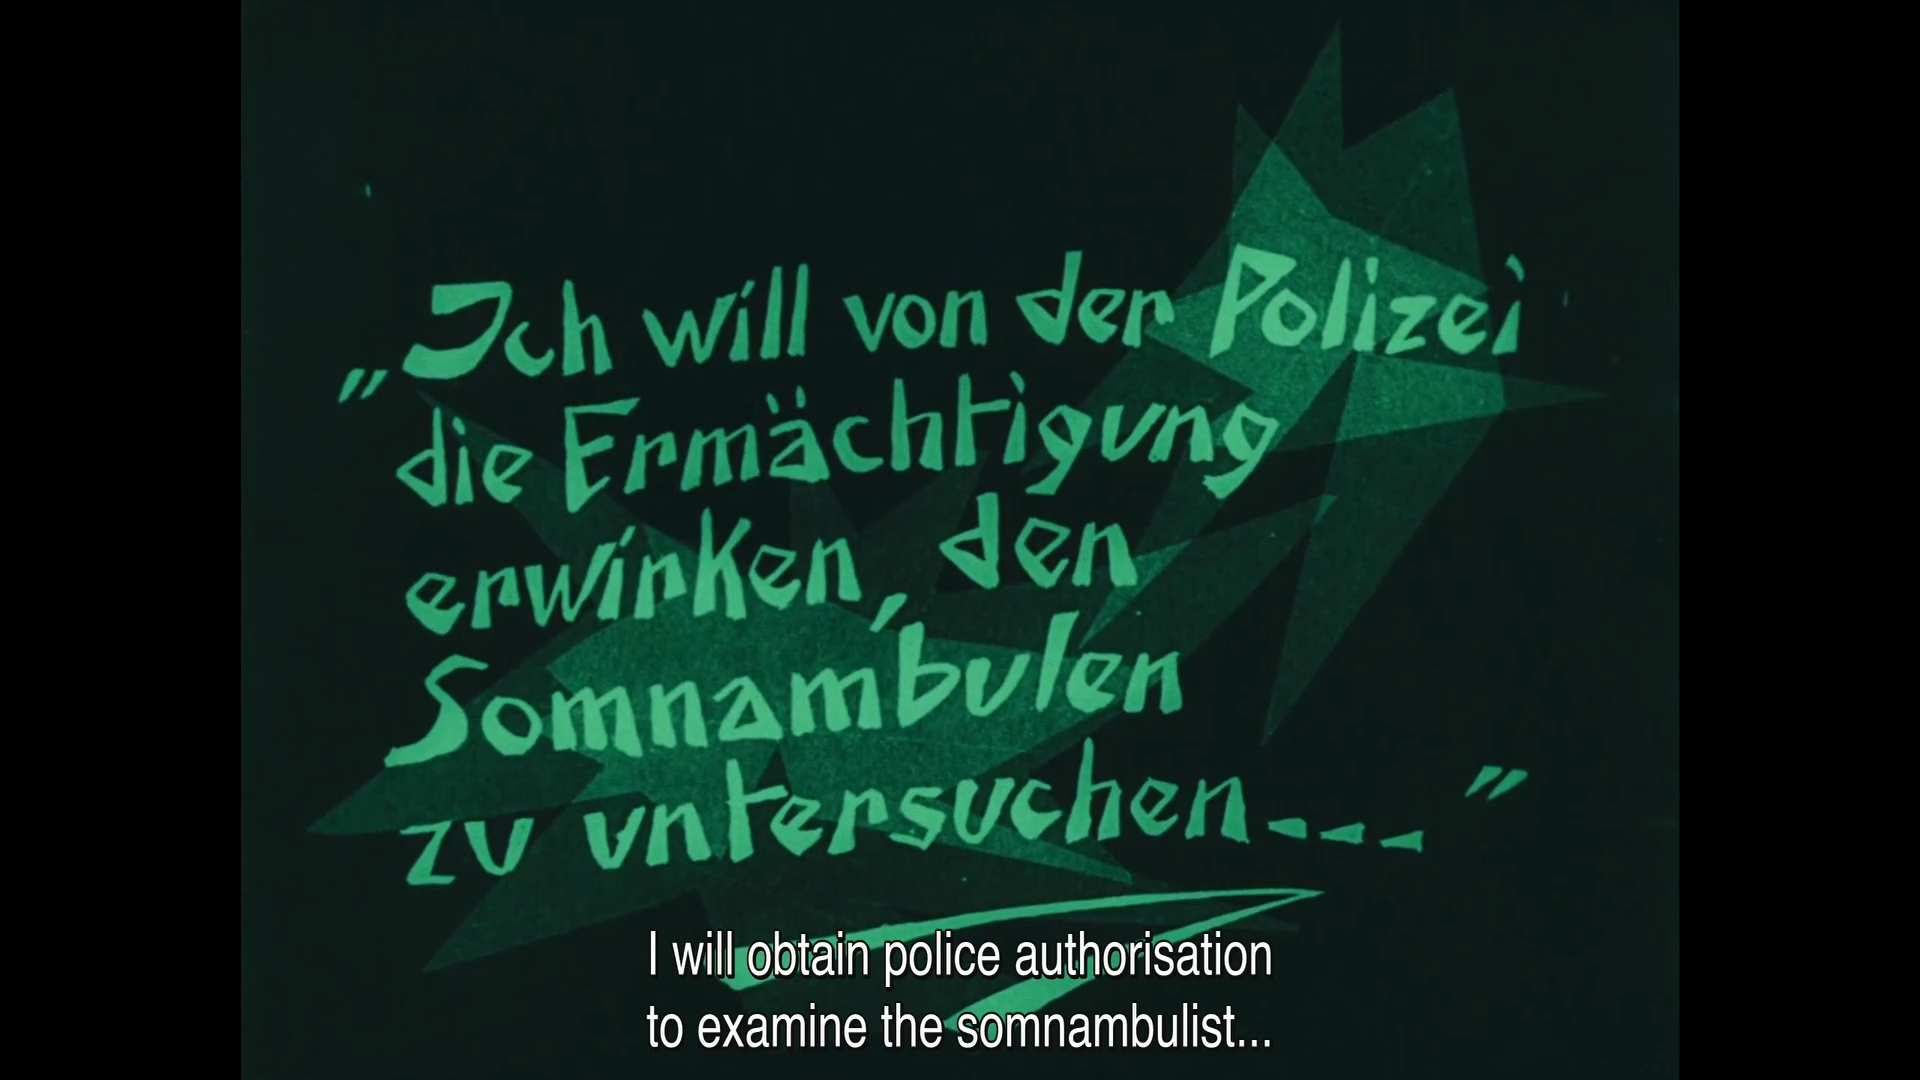 „Ich will von der Polizei
die Ermächtigung
erwirken, den
Somnambulen
zu untersuchen---"
I will obtain police authorisation
to examine the somnambulist...